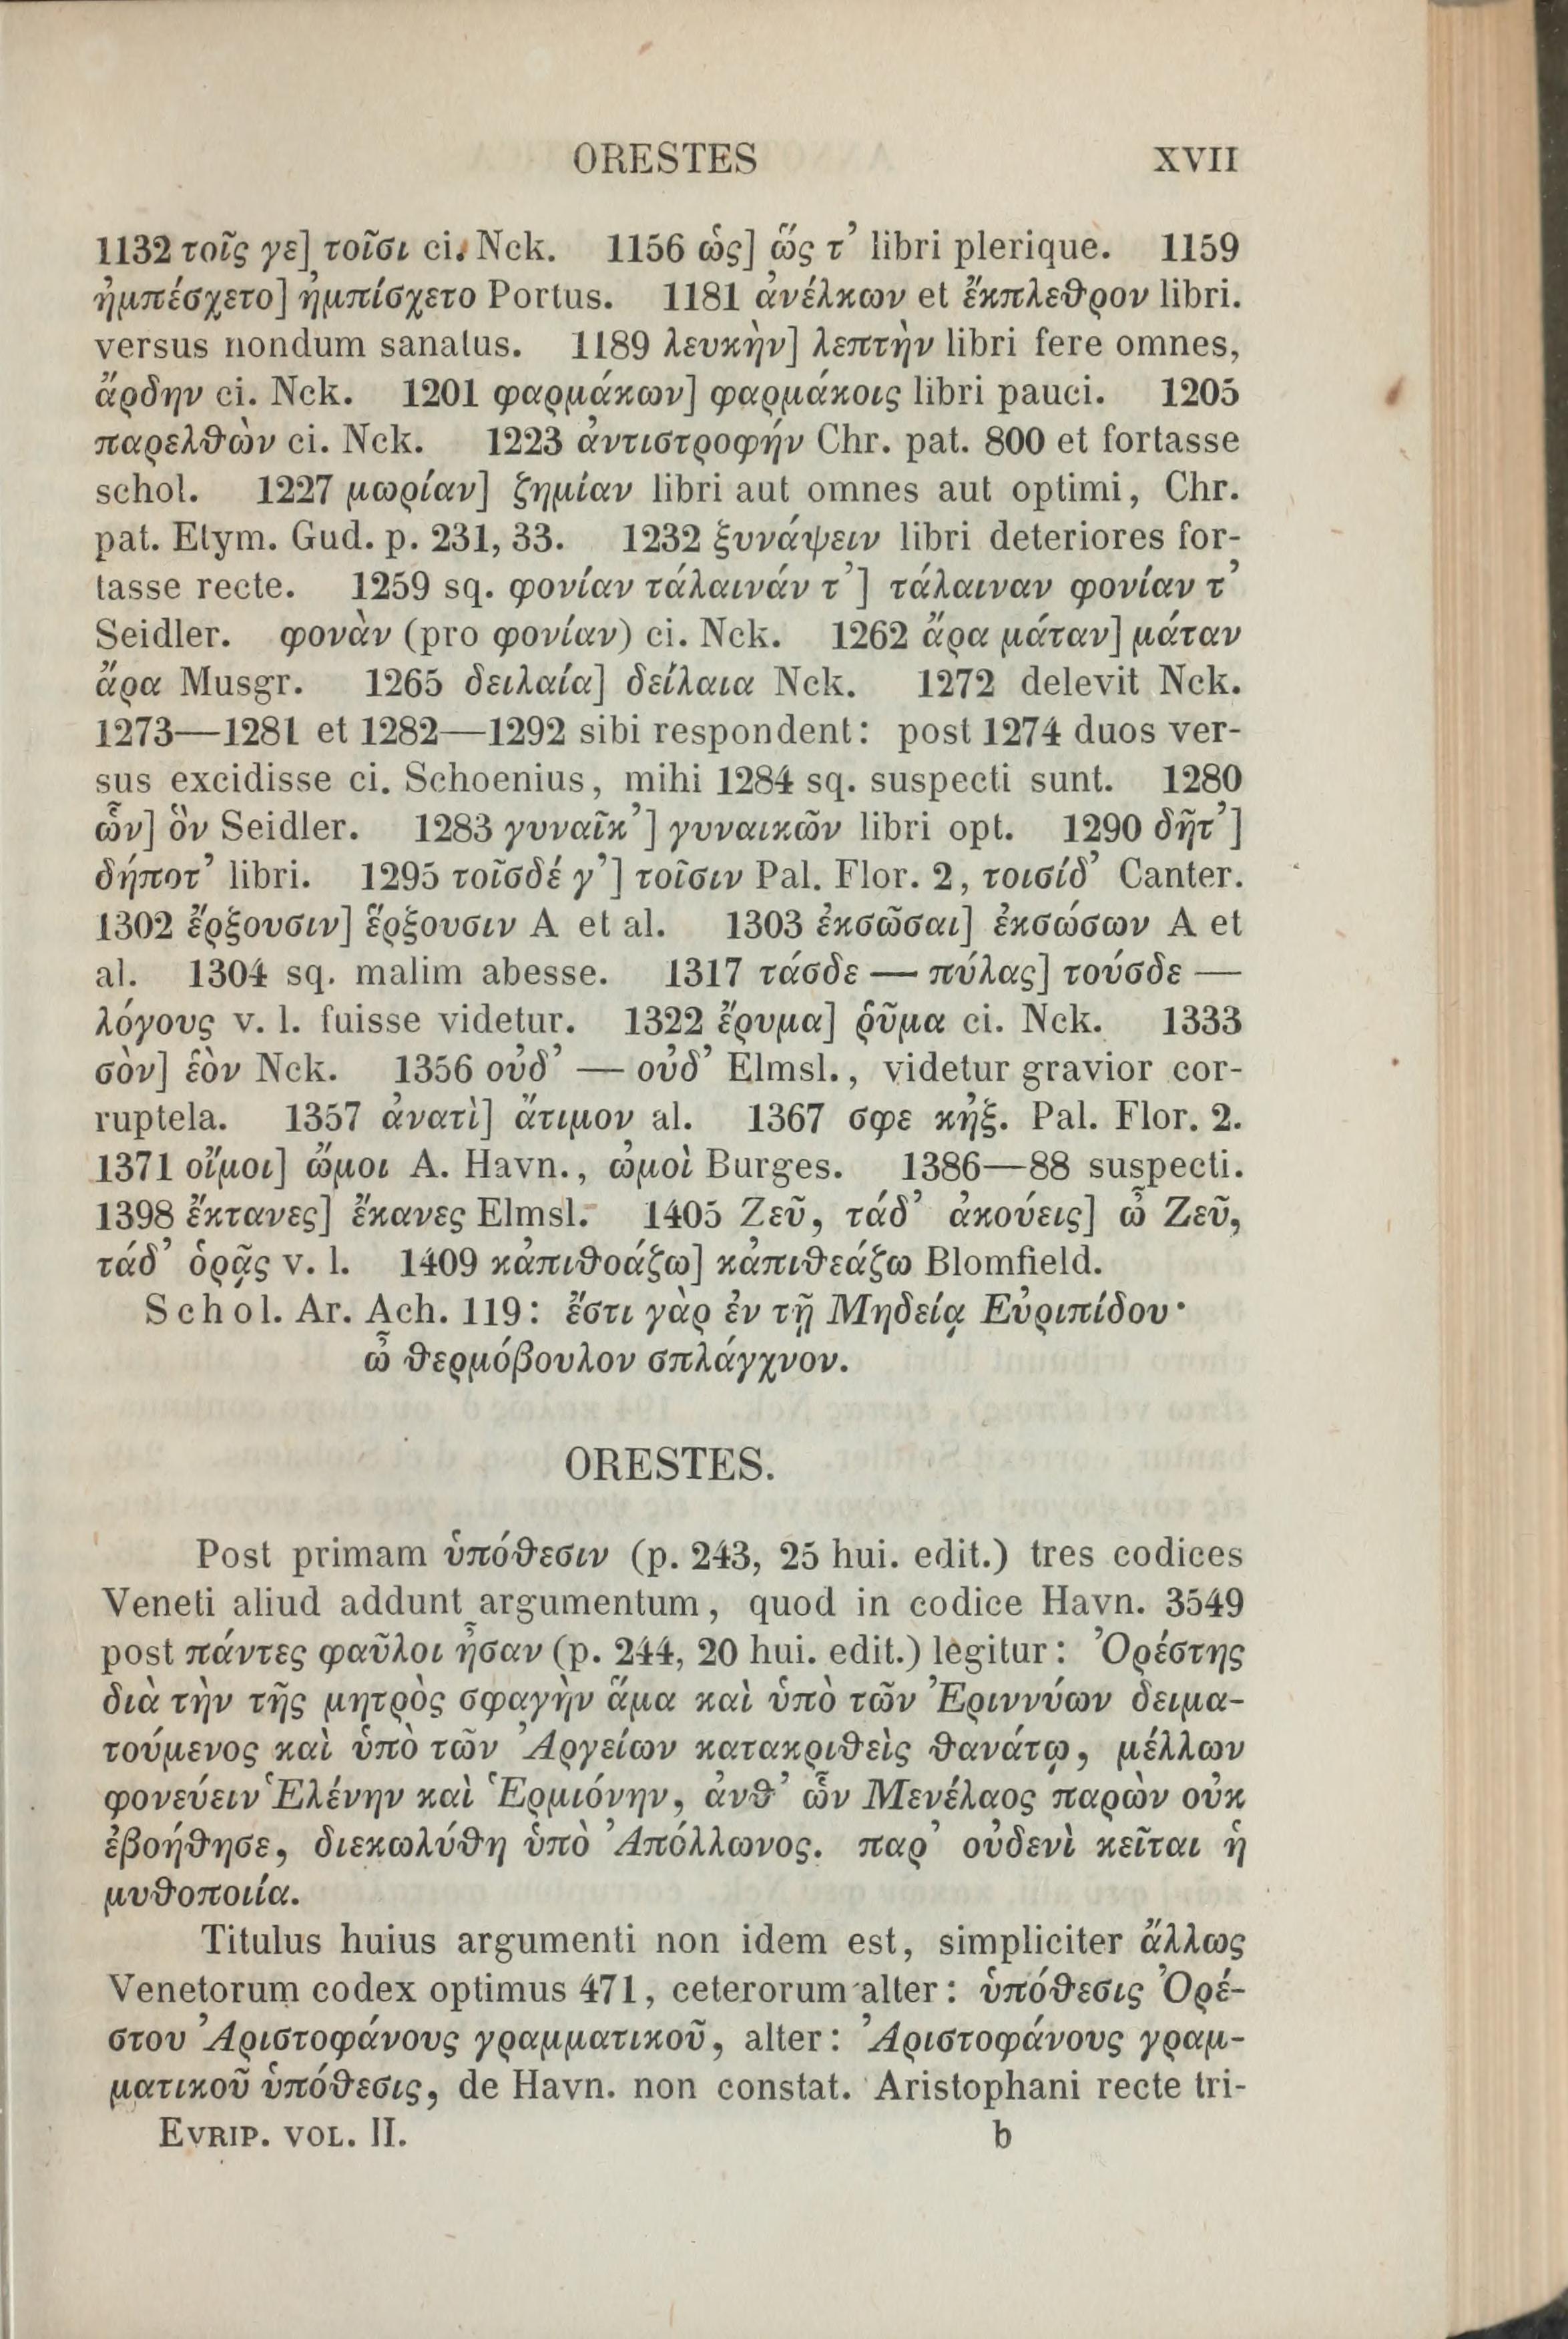 ORESTES XVII
1132 τοῖς γε] τοῖσι ci. Nck. 1156 ὡς] ὥς τ’ libri plerique. 1159
ἠμπέσχετο] ἠμπίσχετο Portus. 1181 ἀνέλκων et ἔκπλεθρον libri.
versus nondum sanatus. 1189 λευκὴν] λεπτὴν libri fere omnes,
ἄρδην ci. Nck. 1201 φαρμάκων] φαρμάκοις libri pauci. 1205
παρελθὼν ci. Nck. 1223 ἀντιστροφήν Chr. pat. 800 et fortasse
schol. 1227 μωρίαν] ζημίαν libri aut omnes aut optimi, Chr.
pat. Etym. Gud. p. 231, 33. 1232 ξυνάψειν libri deteriores for-
tasse recte. 1259 sq. φονίαν τάλαινάν τ’] τάλαιναν φονίαν τ’
Seidler. φονὰν (pro φονίαν) ci. Nck. 1262 ἄρα μάταν] μάταν
ἄρα Musgr. 1265 δειλαία] δείλαια Nck. 1272 delevit Nck.
1273—1281 et 1282—1292 sibi respondent: post 1274 duos ver-
sus excidisse ci. Schoenius, mihi 1284 sq. suspecti sunt. 1280
ὧν] ὃν Seidler. 1283 γυναῖκ’] γυναικῶν libri opt. 1290 δῆτ’]
δήποτ’ libri. 1295 τοῖσδέ γ’] τοῖσιν Pal. Flor. 2, τοισίδ’ Canter.
1302 ἔρξουσιν] ἕρξουσιν A et al. 1303 ἐκσῶσαι] ἐκσώσων A et
al. 1304 sq. malim abesse. 1317 τάσδε — πύλας] τούσδε —
λόγους v. l. fuisse videtur. 1322 ἔρυμα] ῥῦμα ci. Nck. 1333
σὸν] ἑὸν Nck. 1356 οὐδ’ — οὐδ’ Elmsl., videtur gravior cor-
ruptela. 1357 ἀνατὶ] ἄτιμον al. 1367 σφε κἠξ. Pal. Flor. 2.
1371 οἴμοι] ὤμοι A. Havn., ὠμοὶ Burges. 1386—88 suspecti.
1398 ἔκτανες] ἔκανες Elmsl. 1405 Ζεῦ, τάδ’ ἀκούεις] ὦ Ζεῦ,
τάδ’ ὁρᾷς v. l. 1409 κἀπιθοάζω] κἀπιθεάζω Blomfield.
Schol. Ar. Ach. 119: ἔστι γὰρ ἐν τῇ Μηδείᾳ Εὐριπίδου·
ὦ θερμόβουλον σπλάγχνον.
ORESTES.
Post primam ὑπόθεσιν (p. 243, 25 hui. edit.) tres codices
Veneti aliud addunt argumentum, quod in codice Havn. 3549
post πάντες φαῦλοι ἦσαν (p. 244, 20 hui. edit.) legitur: Ὀρέστης
διὰ τὴν τῆς μητρὸς σφαγὴν ἅμα καὶ ὑπὸ τῶν Ἐριννύων δειμα-
τούμενος καὶ ὑπὸ τῶν Ἀργείων κατακριθεὶς θανάτῳ, μέλλων
φονεύειν Ἑλένην καὶ Ἑρμιόνην, ἀνθ’ ὧν Μενέλαος παρὼν οὐκ
ἐβοήθησε, διεκωλύθη ὑπὸ Ἀπόλλωνος. παρ’ οὐδενὶ κεῖται ἡ
μυθοποιία.
Titulus huius argumenti non idem est, simpliciter ἄλλως
Venetorum codex optimus 471, ceterorum alter: ὑπόθεσις Ὀρέ-
στου Ἀριστοφάνους γραμματικοῦ, alter: Ἀριστοφάνους γραμ-
ματικοῦ ὑπόθεσις, de Havn. non constat. Aristophani recte tri-
EVRIP. VOL. II. b